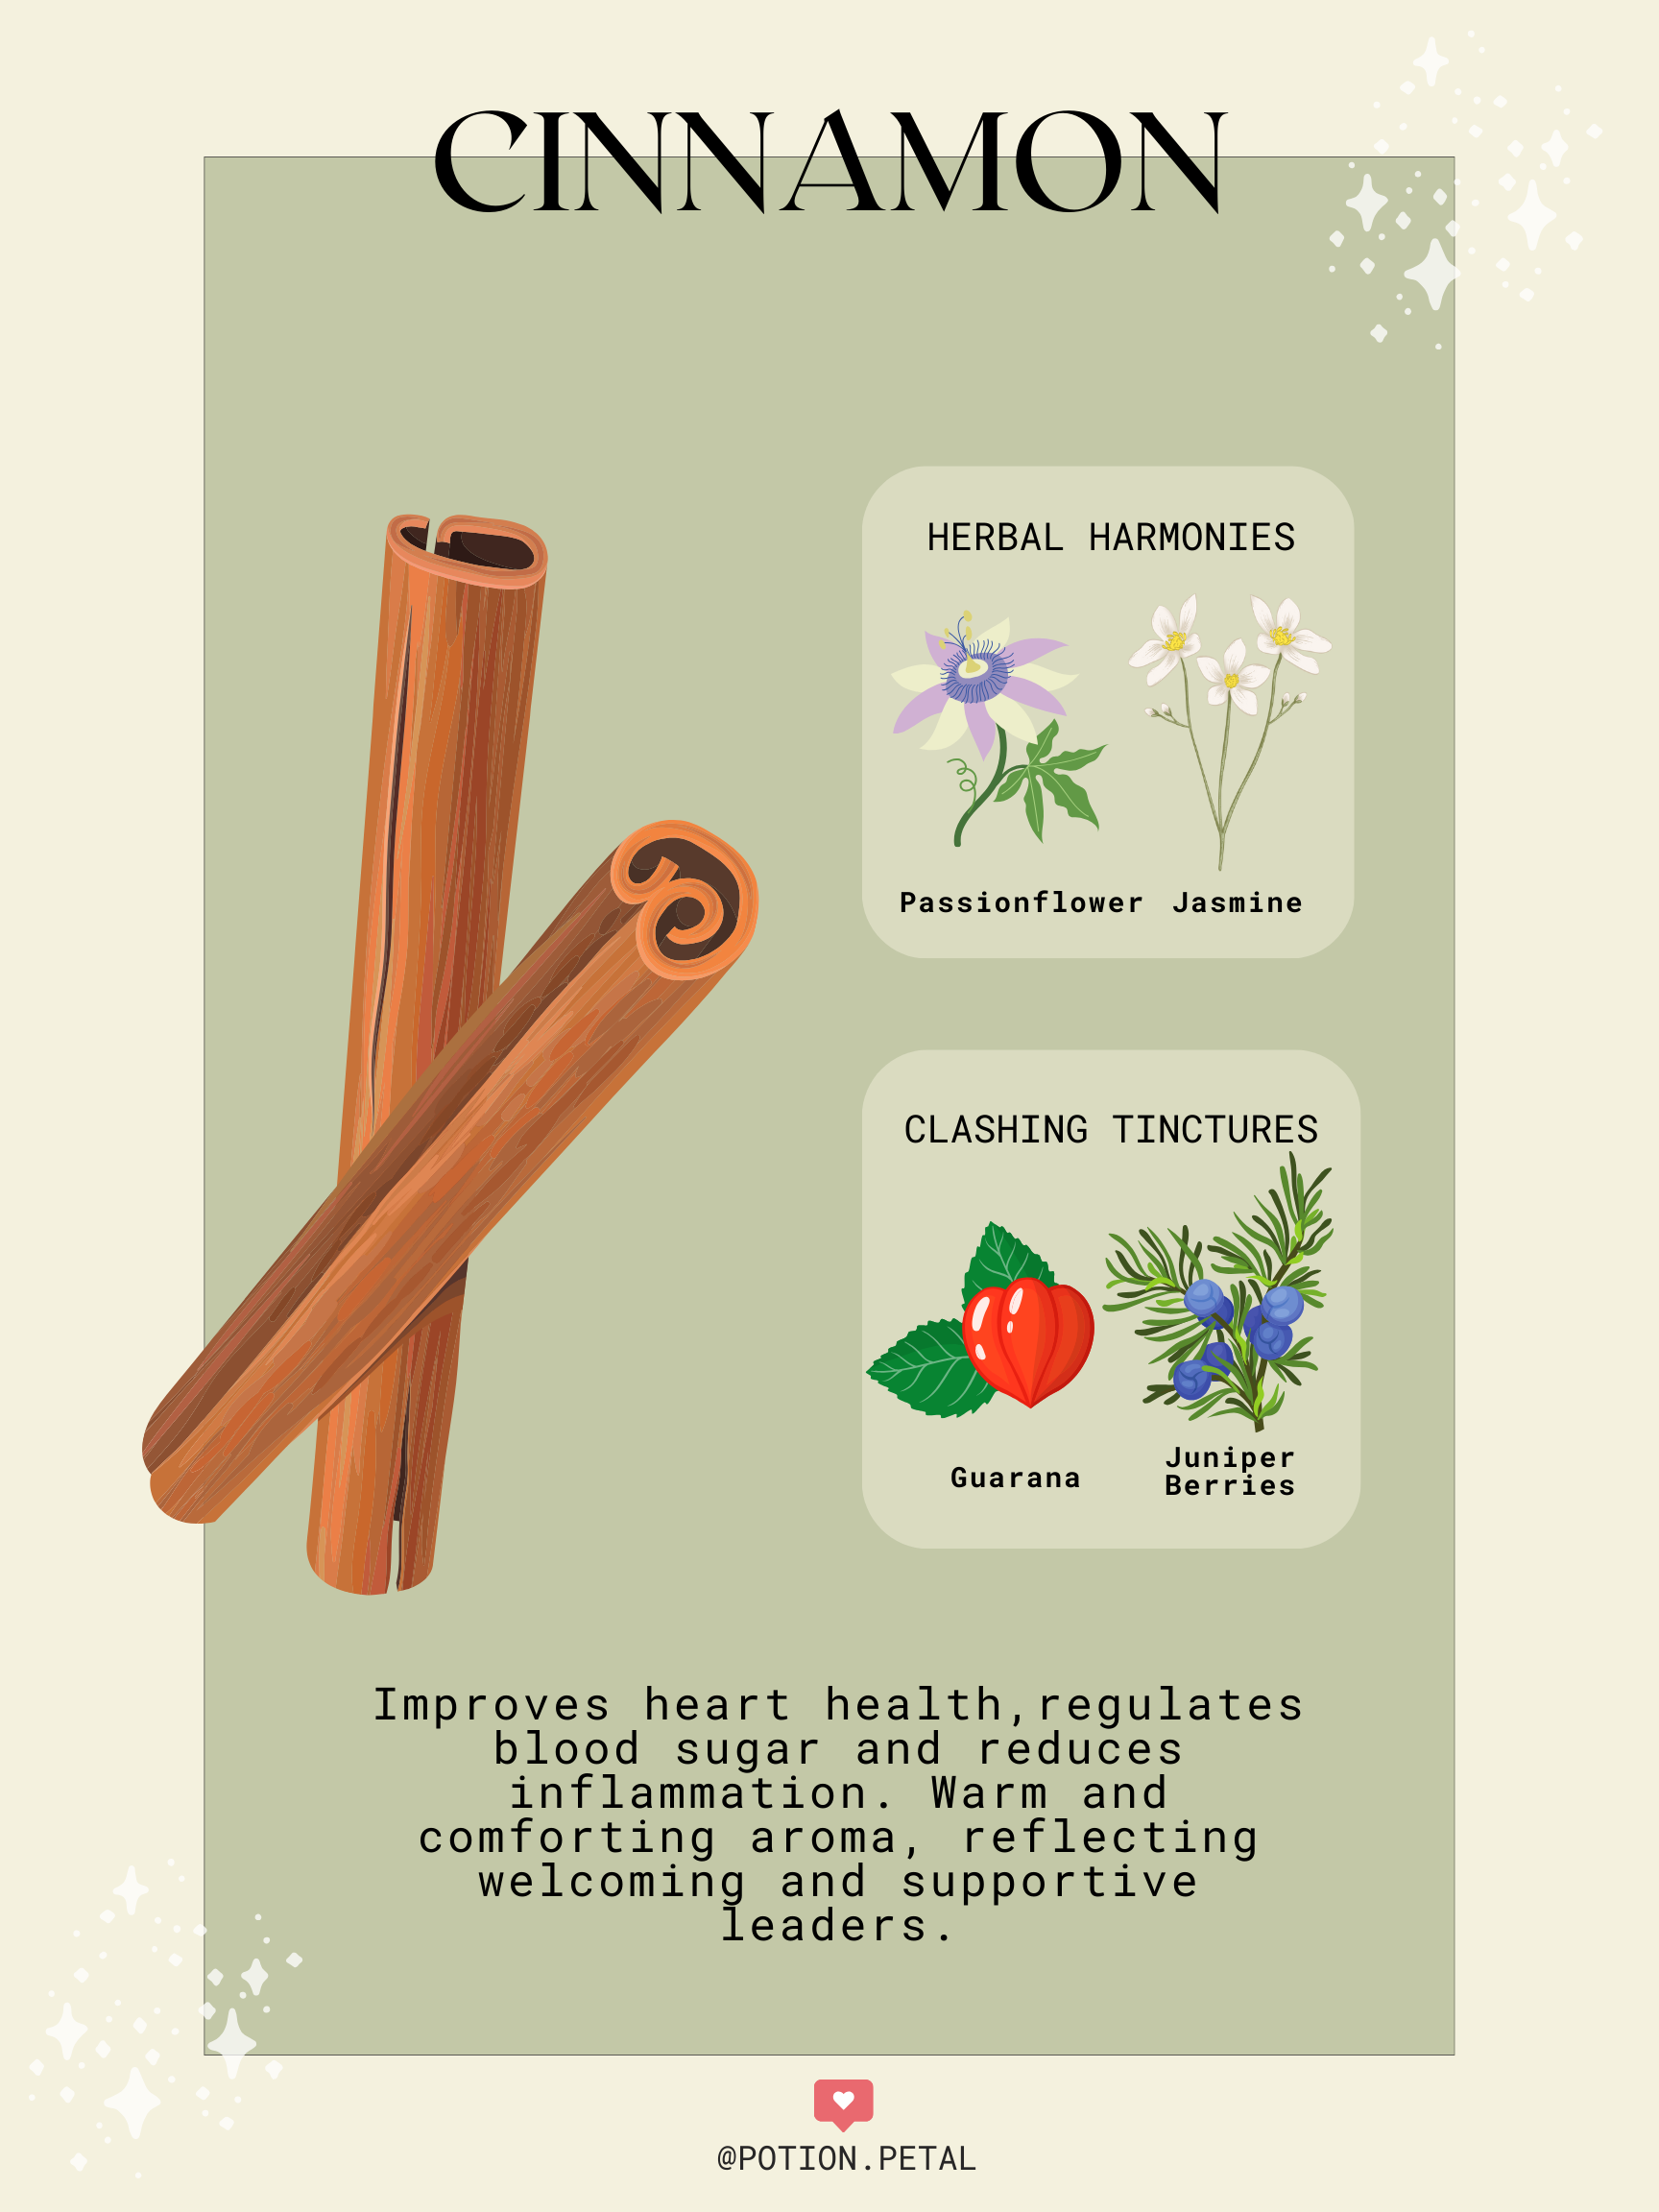 CINNAMON
HERBAL HARMONIES
Passionflower Jasmine
CLASHING TINCTURES
Guarana
Juniper
Berries
Improves heart health,regulates
blood sugar and reduces
inflammation. Warm and
comforting aroma, reflecting
welcoming and supportive
leaders.
@POTION.PETAL